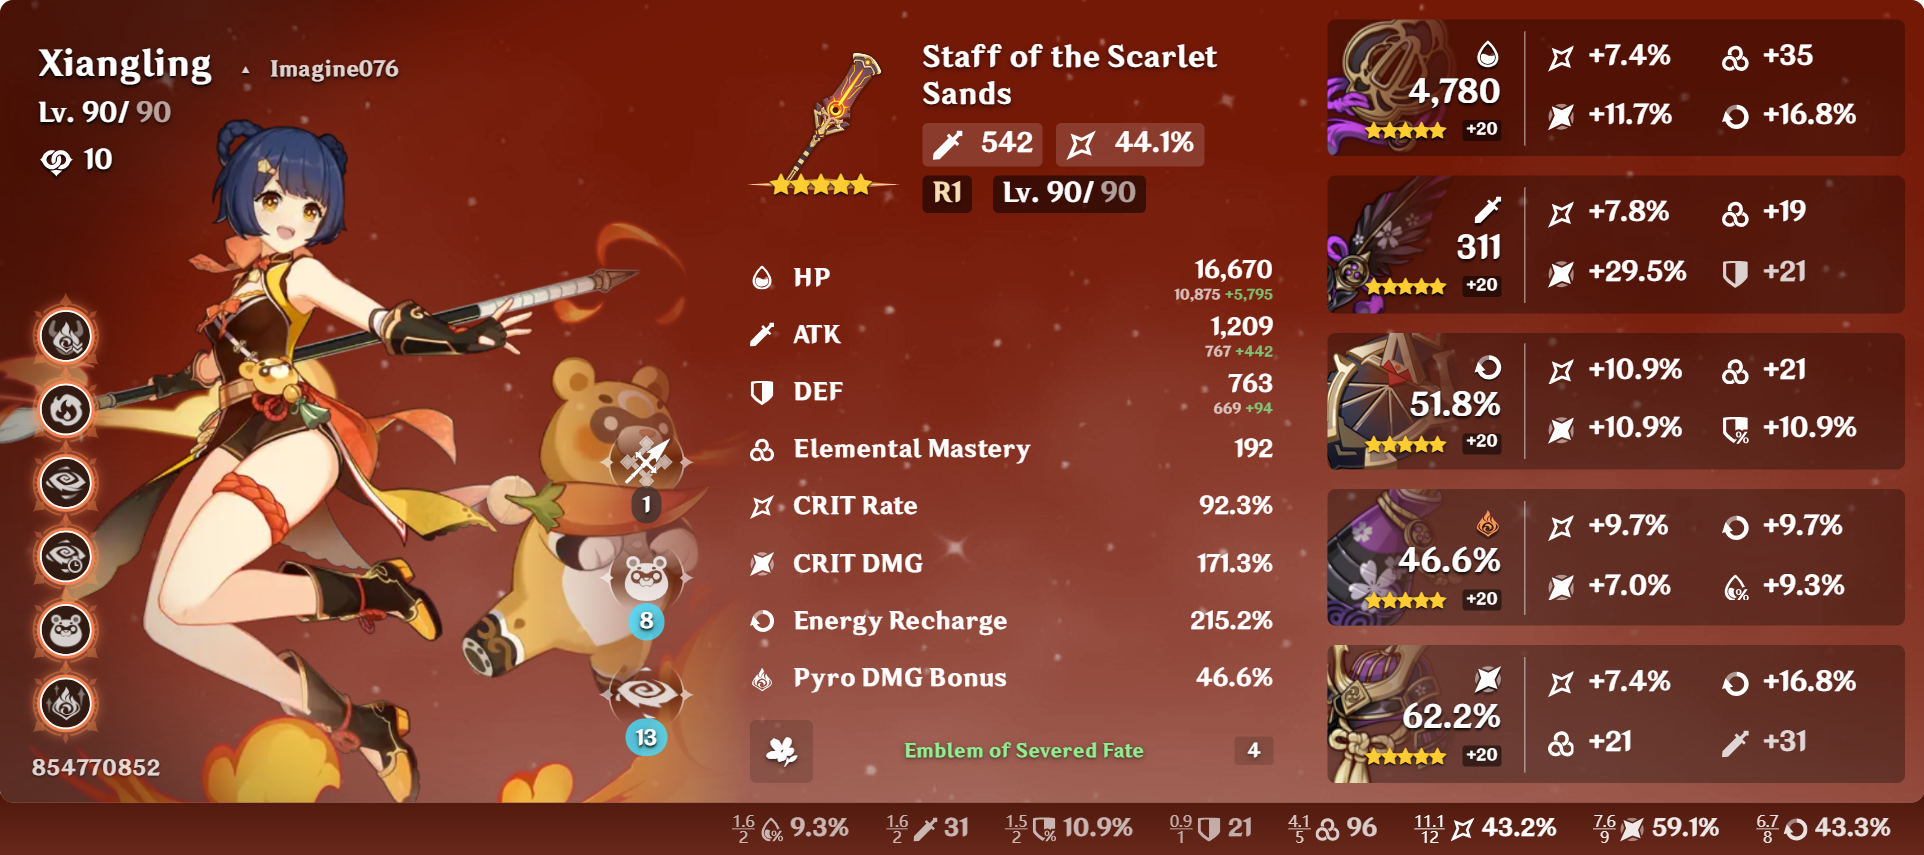 Xiangling ▲ Imagine076
Lv. 90/ 90
10
854770852
1
8
13
Staff of the Scarlet
Sands
542 44.1%
R1 Lv. 90/ 90
HP 16,670
10,875 +5,795
ATK 1,209
767 +442
DEF 763
669 +94
Elemental Mastery 192
CRIT Rate 92.3%
CRIT DMG 171.3%
Energy Recharge 215.2%
Pyro DMG Bonus 46.6%
Emblem of Severed Fate 4
+7.4% +35
4,780
+11.7% +16.8%
+20
+7.8% +19
311
+29.5% +21
+20
+10.9% +21
51.8%
+10.9% +10.9%
+20
+9.7% +9.7%
46.6%
+7.0% +9.3%
+20
+7.4% +16.8%
62.2%
+21 +31
+20
1.6/2 9.3% 1.6/2 31 1.5/2 10.9% 0.9/1 21 4.1/5 96 11.1/12 43.2% 7.6/9 59.1% 6.7/8 43.3%